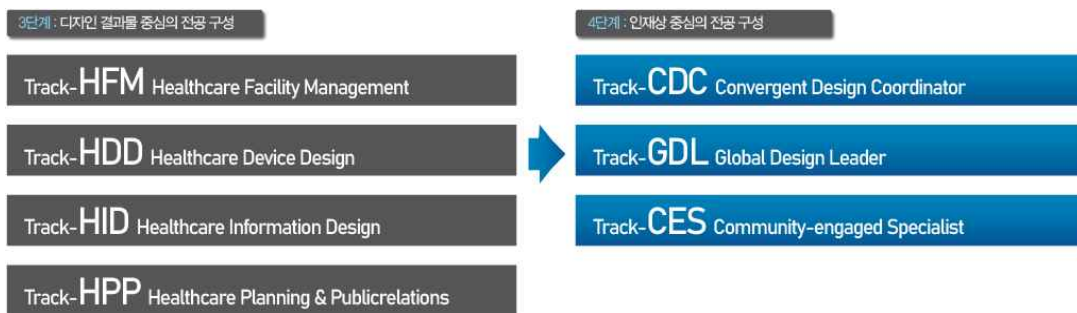 3단계 : 디자인 결과물 중심의 전공 구성
Track-HFM Healthcare Facility Management
Track-HDD Healthcare Device Design
Track-HID Healthcare Information Design
Track-HPP Healthcare Planning & Publicrelations
4단계 : 인재상 중심의 전공 구성
Track-CDC Convergent Design Coordinator
Track-GDL Global Design Leader
Track-CES Community-engaged Specialist